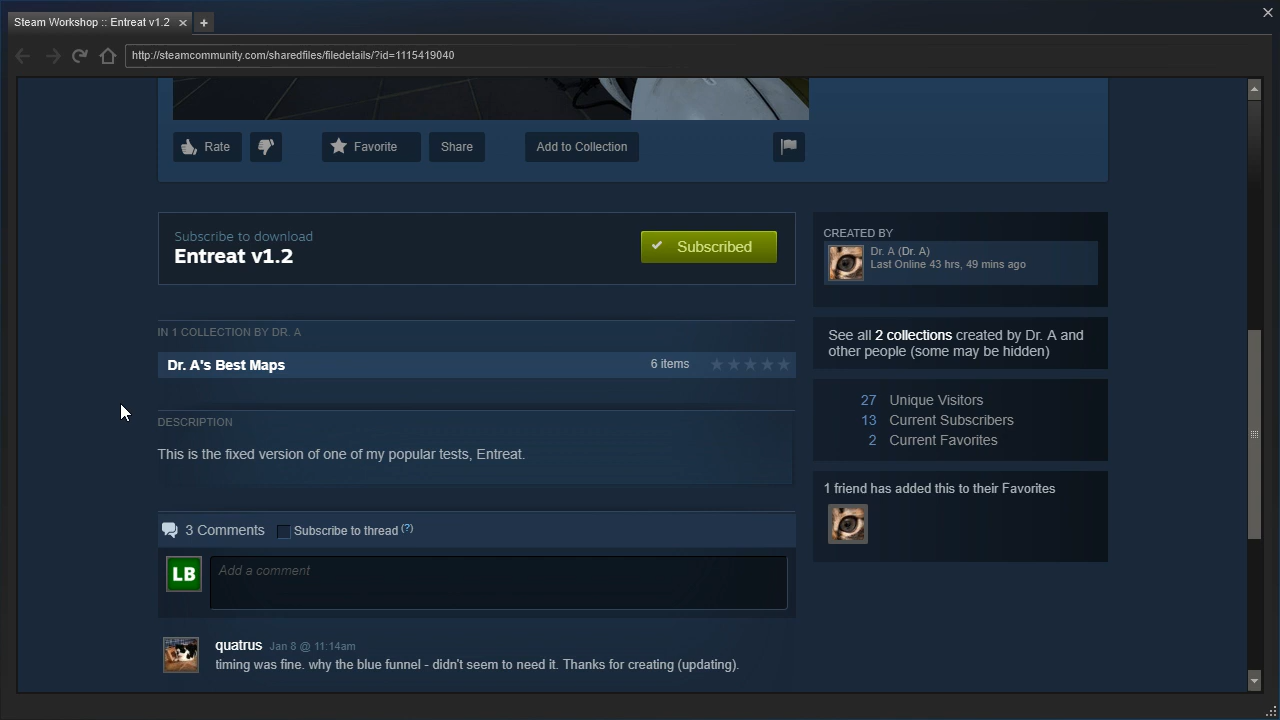 Steam Workshop :: Entreat v1.2
http://steamcommunity.com/sharedfiles/filedetails/?id=1115419040
Rate
Favorite
Share
Add to Collection
Subscribe to download
Entreat v1.2
Subscribed
CREATED BY
Dr. A (Dr. A)
Last Online 43 hrs, 49 mins ago
IN 1 COLLECTION BY DR. A
Dr. A's Best Maps
6 items
See all 2 collections created by Dr. A and
other people (some may be hidden)
27 Unique Visitors
13 Current Subscribers
2 Current Favorites
DESCRIPTION
This is the fixed version of one of my popular tests, Entreat.
1 friend has added this to their Favorites
3 Comments
Subscribe to thread (?)
LB
Add a comment
quatrus Jan 8 @ 11:14am
timing was fine. why the blue funnel - didn't seem to need it. Thanks for creating (updating).